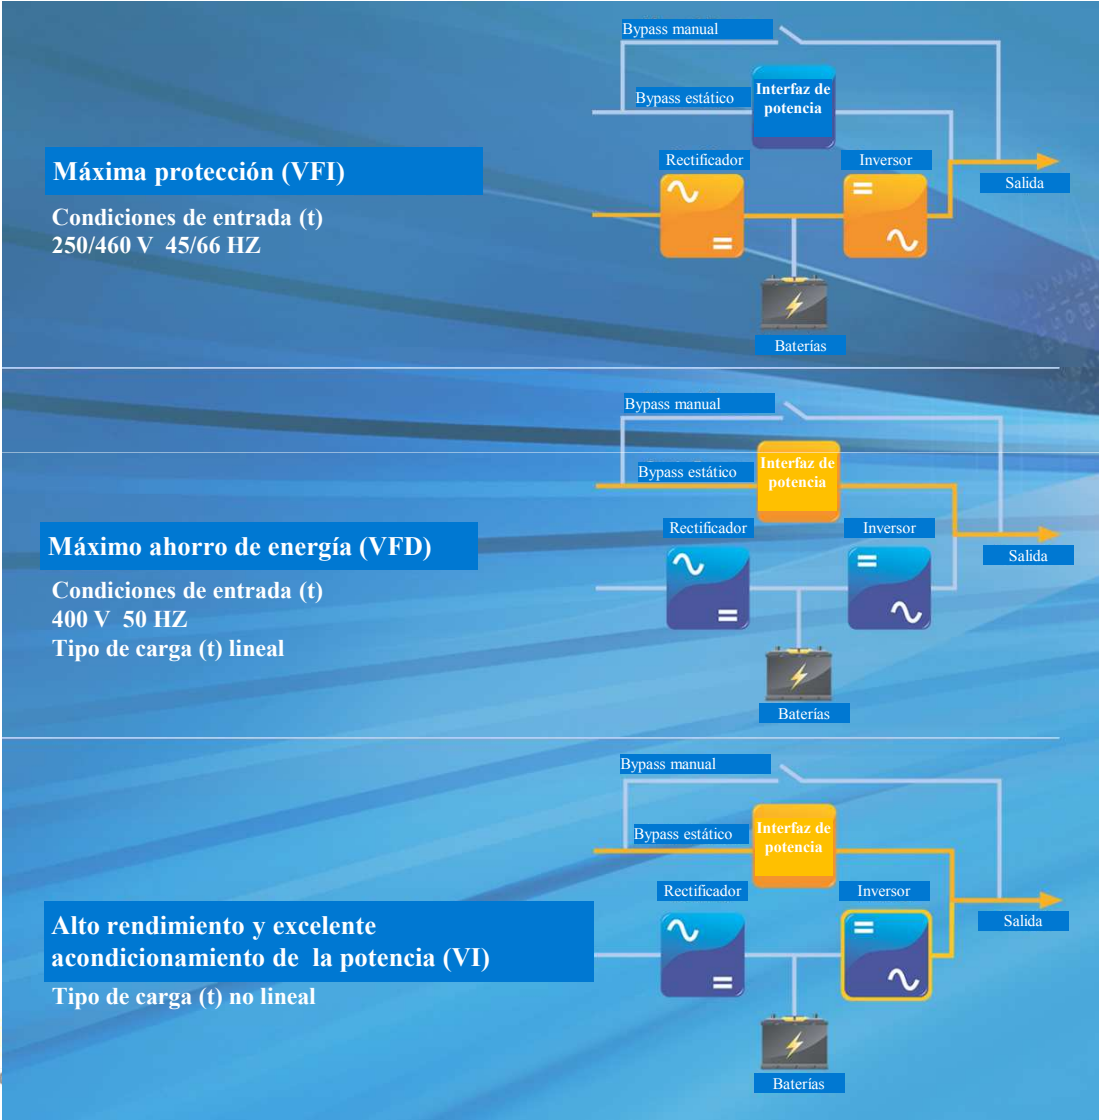 Bypass manual
Bypass estático
Interfaz de
potencia
Máxima protección (VFI)
Rectificador
Inversor
Salida
Condiciones de entrada (t)
250/460 V 45/66 HZ
Baterías
Bypass manual
Bypass estático
Interfaz de
potencia
Máximo ahorro de energía (VFD)
Rectificador
Inversor
Salida
Condiciones de entrada (t)
400 V 50 HZ
Tipo de carga (t) lineal
Baterías
Bypass manual
Bypass estático
Interfaz de
potencia
Rectificador
Inversor
Salida
Alto rendimiento y excelente
acondicionamiento de la potencia (VI)
Tipo de carga (t) no lineal
Baterías